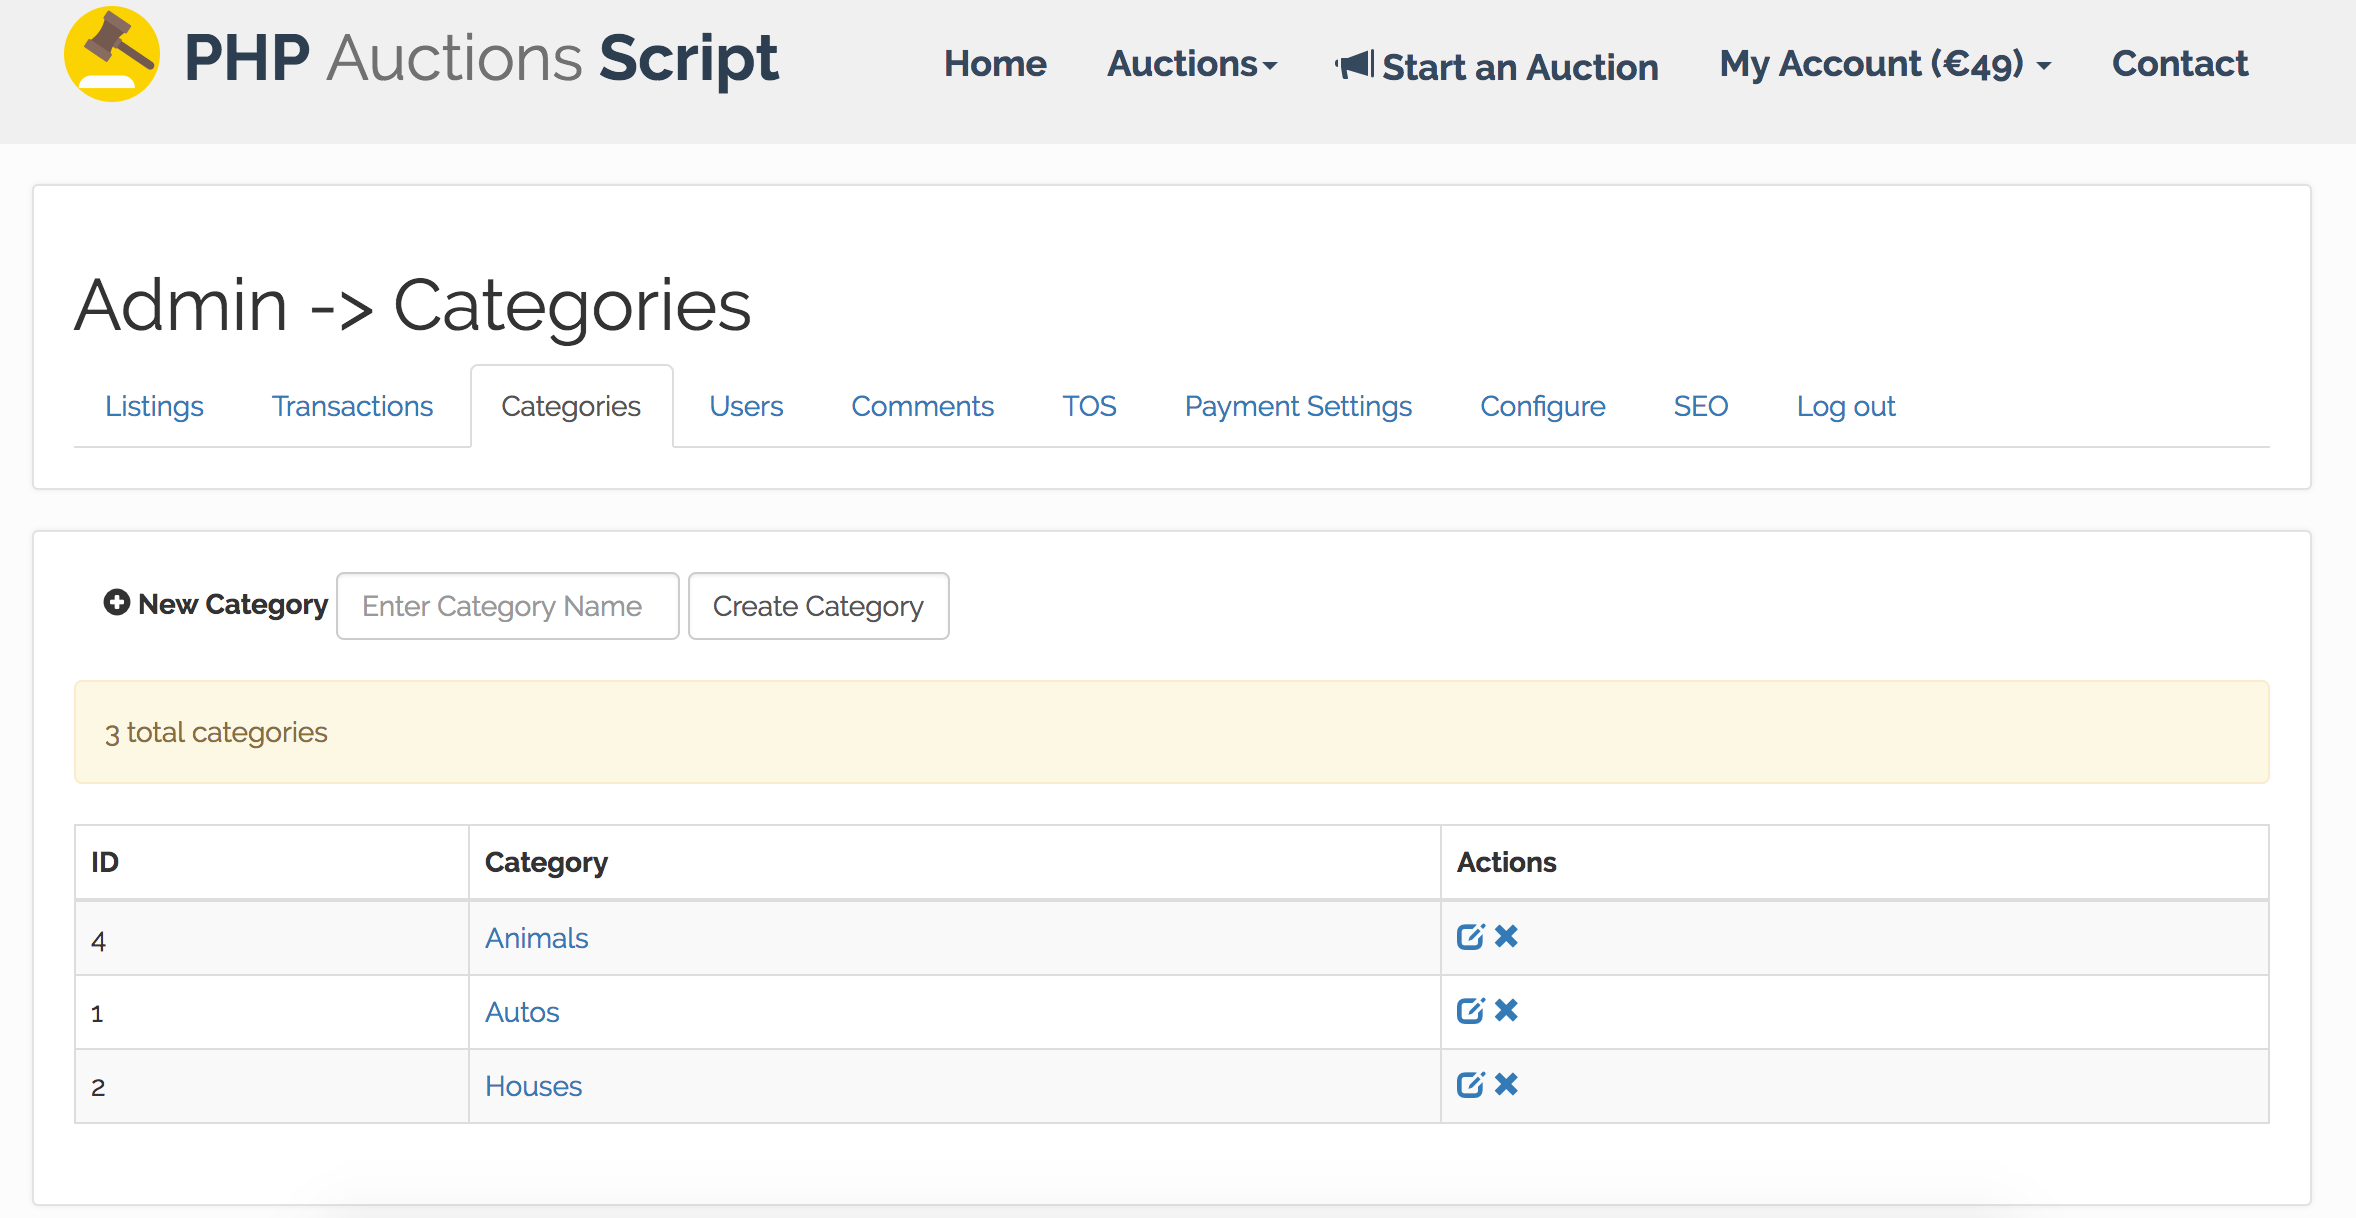 PHP Auctions Script
Home Auctions Start an Auction My Account (€49) Contact
Admin -> Categories
Listings Transactions Categories Users Comments TOS Payment Settings Configure SEO Log out
New Category Enter Category Name Create Category
3 total categories
ID Category Actions
4 Animals
1 Autos
2 Houses